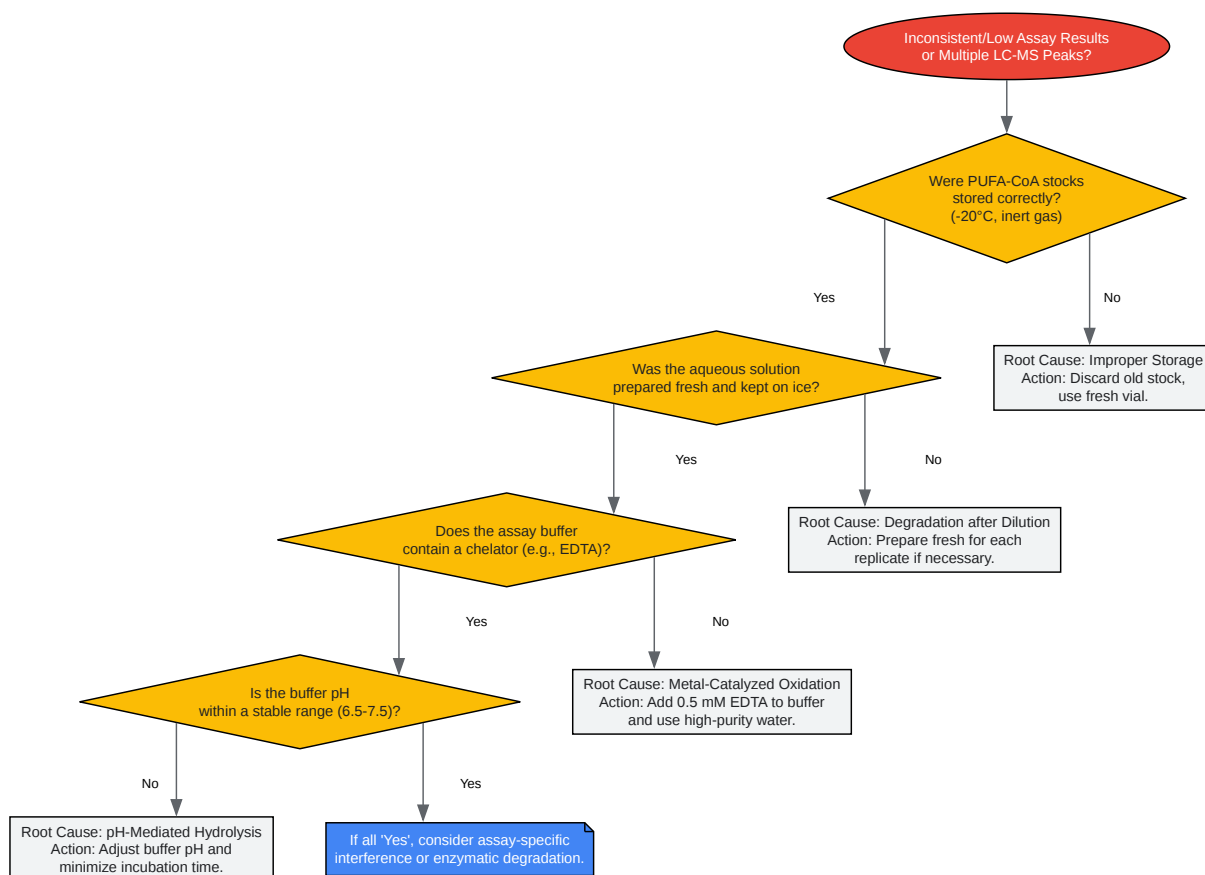 Inconsistent/Low Assay Results
or Multiple LC-MS Peaks?
Were PUFA-CoA stocks
stored correctly?
(-20°C, inert gas)
Yes
No
Root Cause: Improper Storage
Action: Discard old stock,
use fresh vial.
Was the aqueous solution
prepared fresh and kept on ice?
Yes
No
Root Cause: Degradation after Dilution
Action: Prepare fresh for each
replicate if necessary.
Does the assay buffer
contain a chelator (e.g., EDTA)?
Yes
No
Root Cause: Metal-Catalyzed Oxidation
Action: Add 0.5 mM EDTA to buffer
and use high-purity water.
Is the buffer pH
within a stable range (6.5-7.5)?
No
Yes
Root Cause: pH-Mediated Hydrolysis
Action: Adjust buffer pH and
minimize incubation time.
If all 'Yes', consider assay-specific
interference or enzymatic degradation.